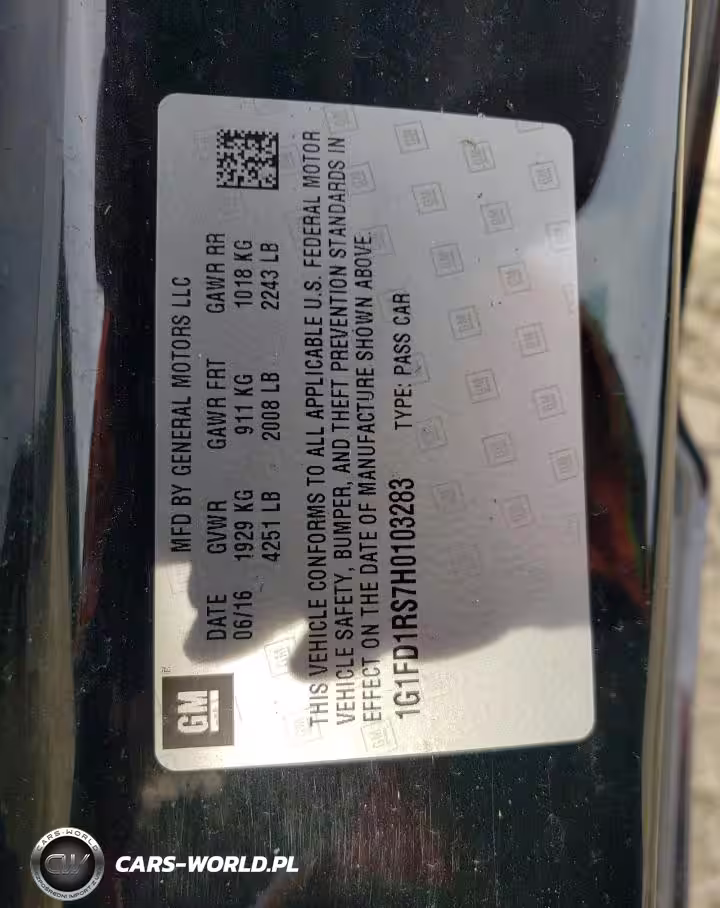 GM
MFD BY GENERAL MOTORS LLC
DATE GVWR GAWR FRT GAWR RR
06/16 1929 KG 911 KG 1018 KG
4251 LB 2008 LB 2243 LB
THIS VEHICLE CONFORMS TO ALL APPLICABLE U.S. FEDERAL MOTOR
VEHICLE SAFETY, BUMPER, AND THEFT PREVENTION STANDARDS IN
EFFECT ON THE DATE OF MANUFACTURE SHOWN ABOVE.
1G1FD1RS7H0103283 TYPE: PASS CAR
CARS-WORLD
CW
CARS-WORLD.PL